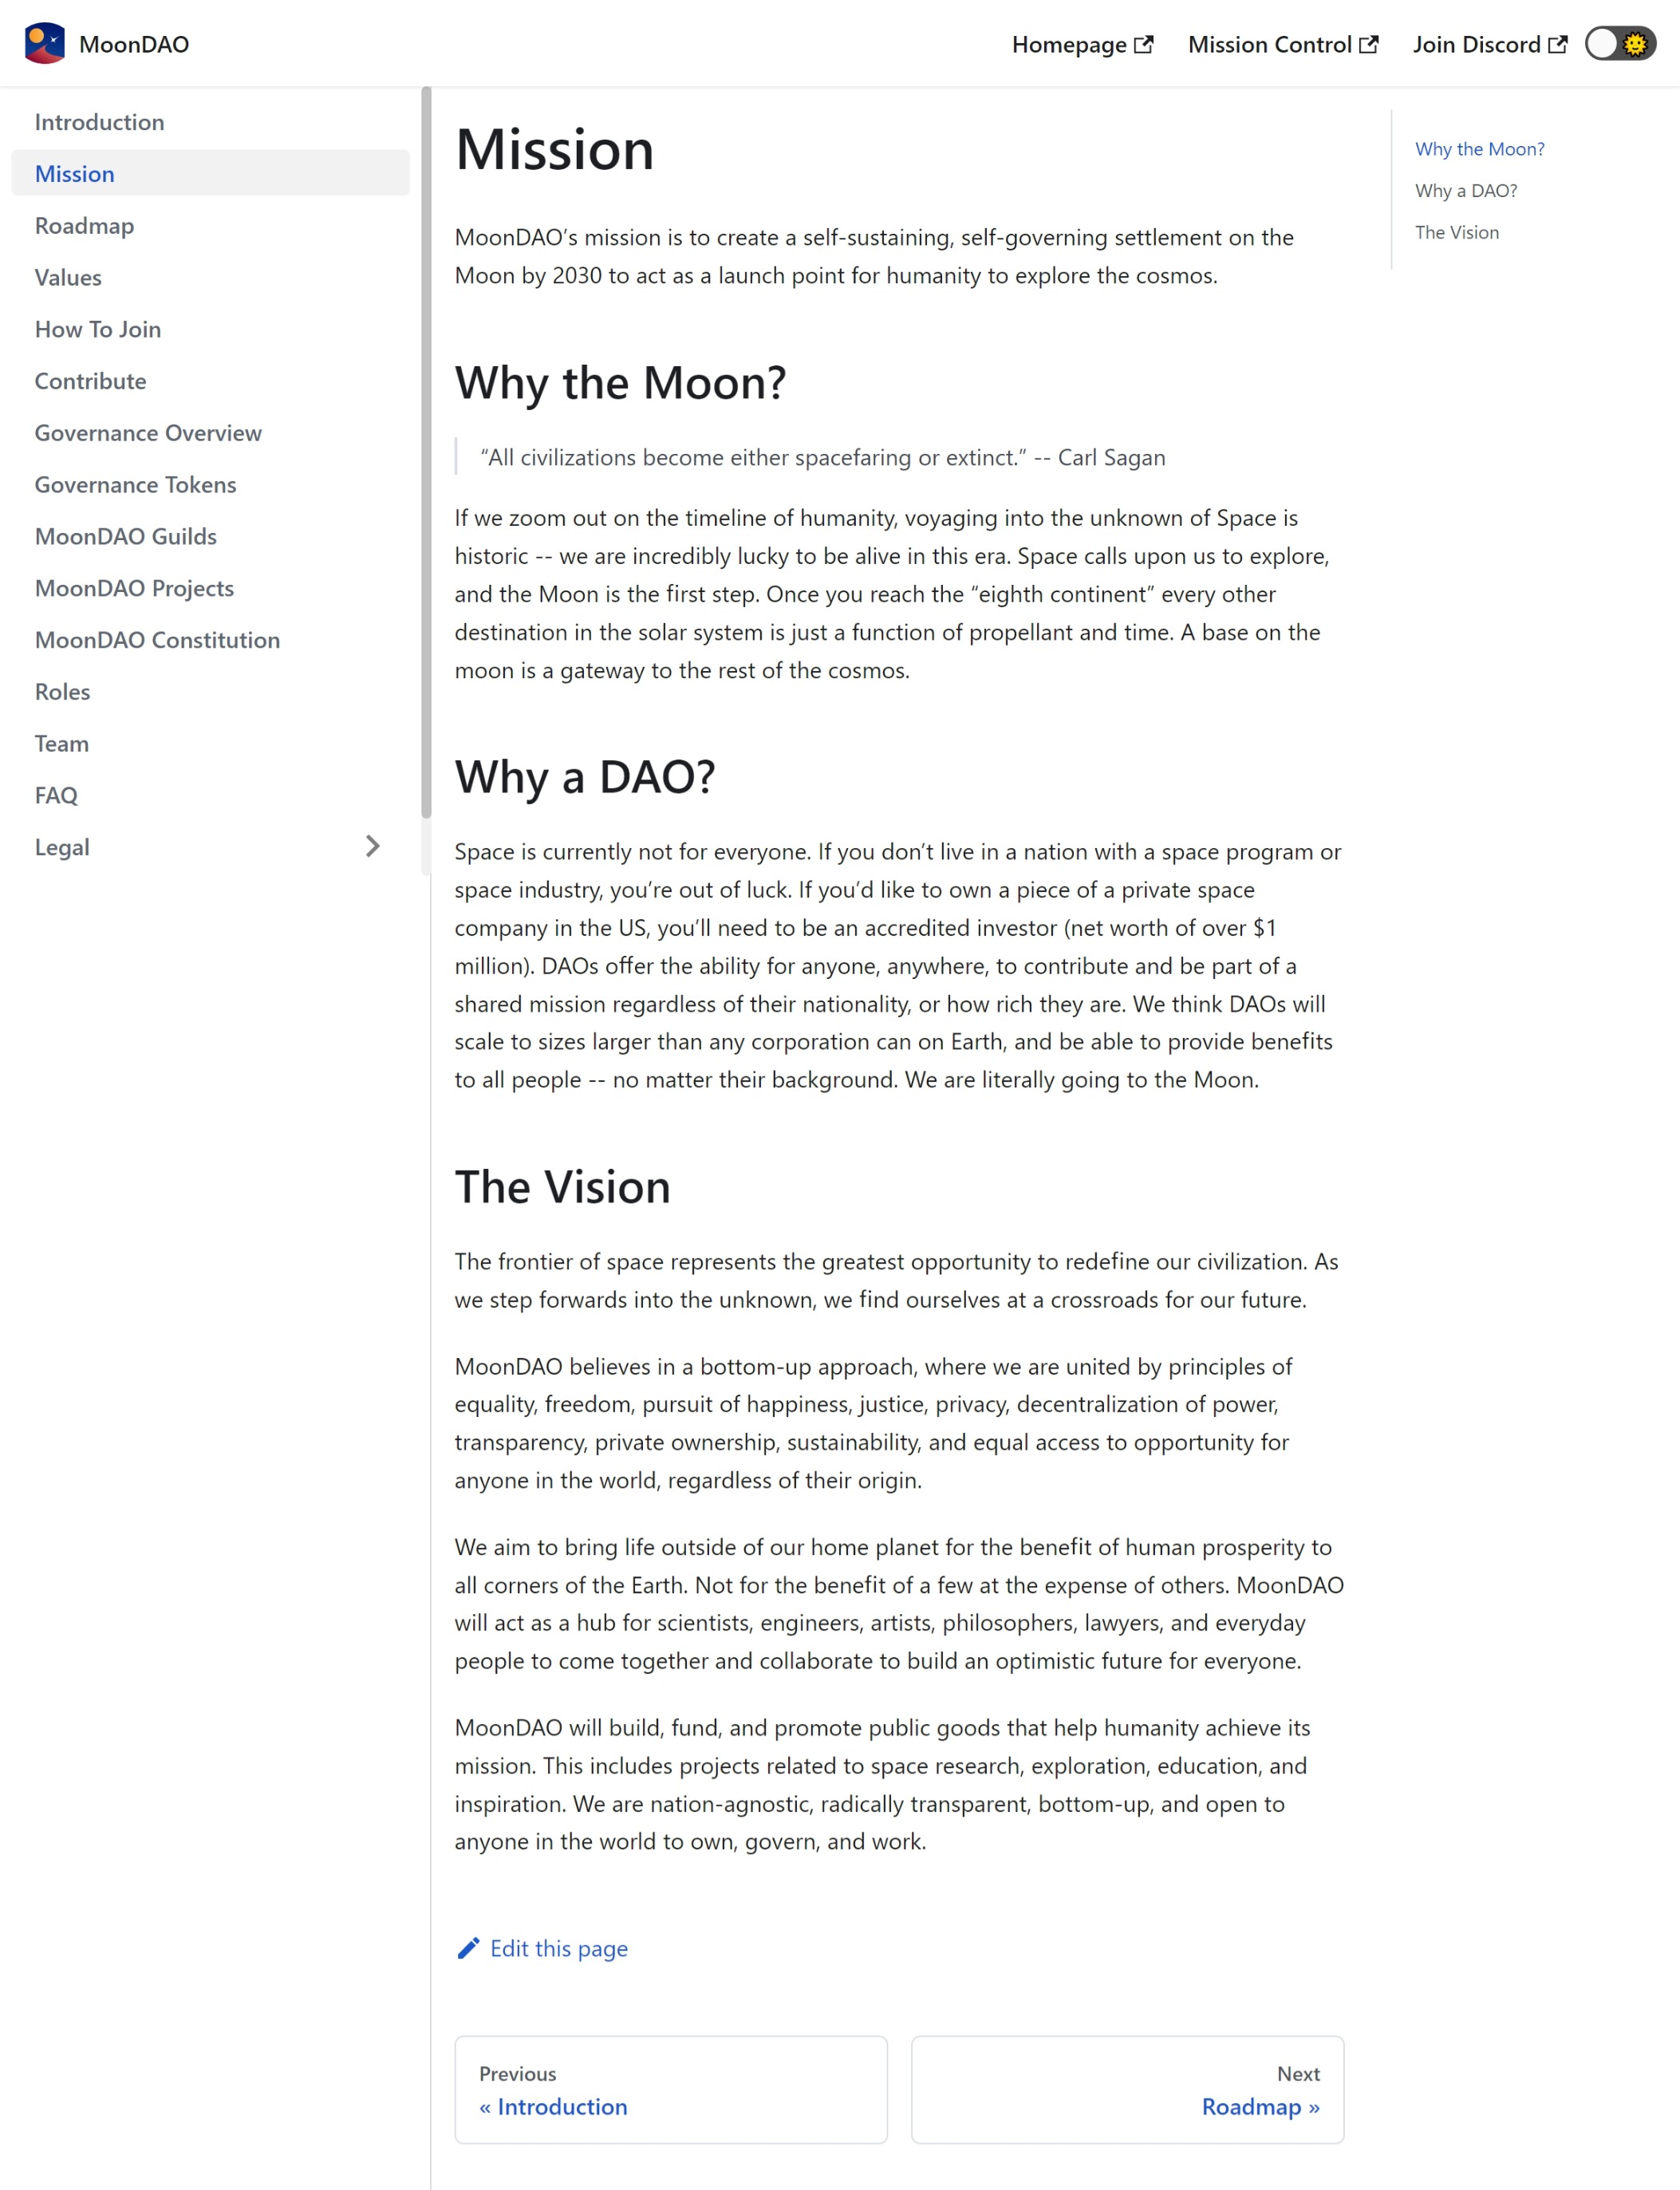 MoonDAO
Homepage
Mission Control
Join Discord
Introduction
Mission
Roadmap
Values
How To Join
Contribute
Governance Overview
Governance Tokens
MoonDAO Guilds
MoonDAO Projects
MoonDAO Constitution
Roles
Team
FAQ
Legal
Mission
MoonDAO’s mission is to create a self-sustaining, self-governing settlement on the
Moon by 2030 to act as a launch point for humanity to explore the cosmos.
Why the Moon?
“All civilizations become either spacefaring or extinct.” -- Carl Sagan
If we zoom out on the timeline of humanity, voyaging into the unknown of Space is
historic -- we are incredibly lucky to be alive in this era. Space calls upon us to explore,
and the Moon is the first step. Once you reach the “eighth continent” every other
destination in the solar system is just a function of propellant and time. A base on the
moon is a gateway to the rest of the cosmos.
Why a DAO?
Space is currently not for everyone. If you don’t live in a nation with a space program or
space industry, you’re out of luck. If you’d like to own a piece of a private space
company in the US, you’ll need to be an accredited investor (net worth of over $1
million). DAOs offer the ability for anyone, anywhere, to contribute and be part of a
shared mission regardless of their nationality, or how rich they are. We think DAOs will
scale to sizes larger than any corporation can on Earth, and be able to provide benefits
to all people -- no matter their background. We are literally going to the Moon.
The Vision
The frontier of space represents the greatest opportunity to redefine our civilization. As
we step forwards into the unknown, we find ourselves at a crossroads for our future.
MoonDAO believes in a bottom-up approach, where we are united by principles of
equality, freedom, pursuit of happiness, justice, privacy, decentralization of power,
transparency, private ownership, sustainability, and equal access to opportunity for
anyone in the world, regardless of their origin.
We aim to bring life outside of our home planet for the benefit of human prosperity to
all corners of the Earth. Not for the benefit of a few at the expense of others. MoonDAO
will act as a hub for scientists, engineers, artists, philosophers, lawyers, and everyday
people to come together and collaborate to build an optimistic future for everyone.
MoonDAO will build, fund, and promote public goods that help humanity achieve its
mission. This includes projects related to space research, exploration, education, and
inspiration. We are nation-agnostic, radically transparent, bottom-up, and open to
anyone in the world to own, govern, and work.
Edit this page
Previous
« Introduction
Next
Roadmap »
Why the Moon?
Why a DAO?
The Vision